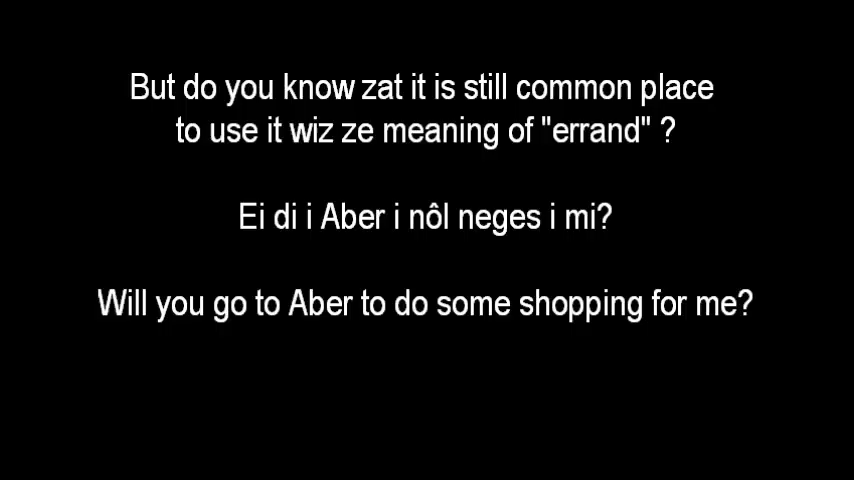 But do you know zat it is still common place
to use it wiz ze meaning of "errand" ?
Ei di i Aber i nôl neges i mi?
Will you go to Aber to do some shopping for me?